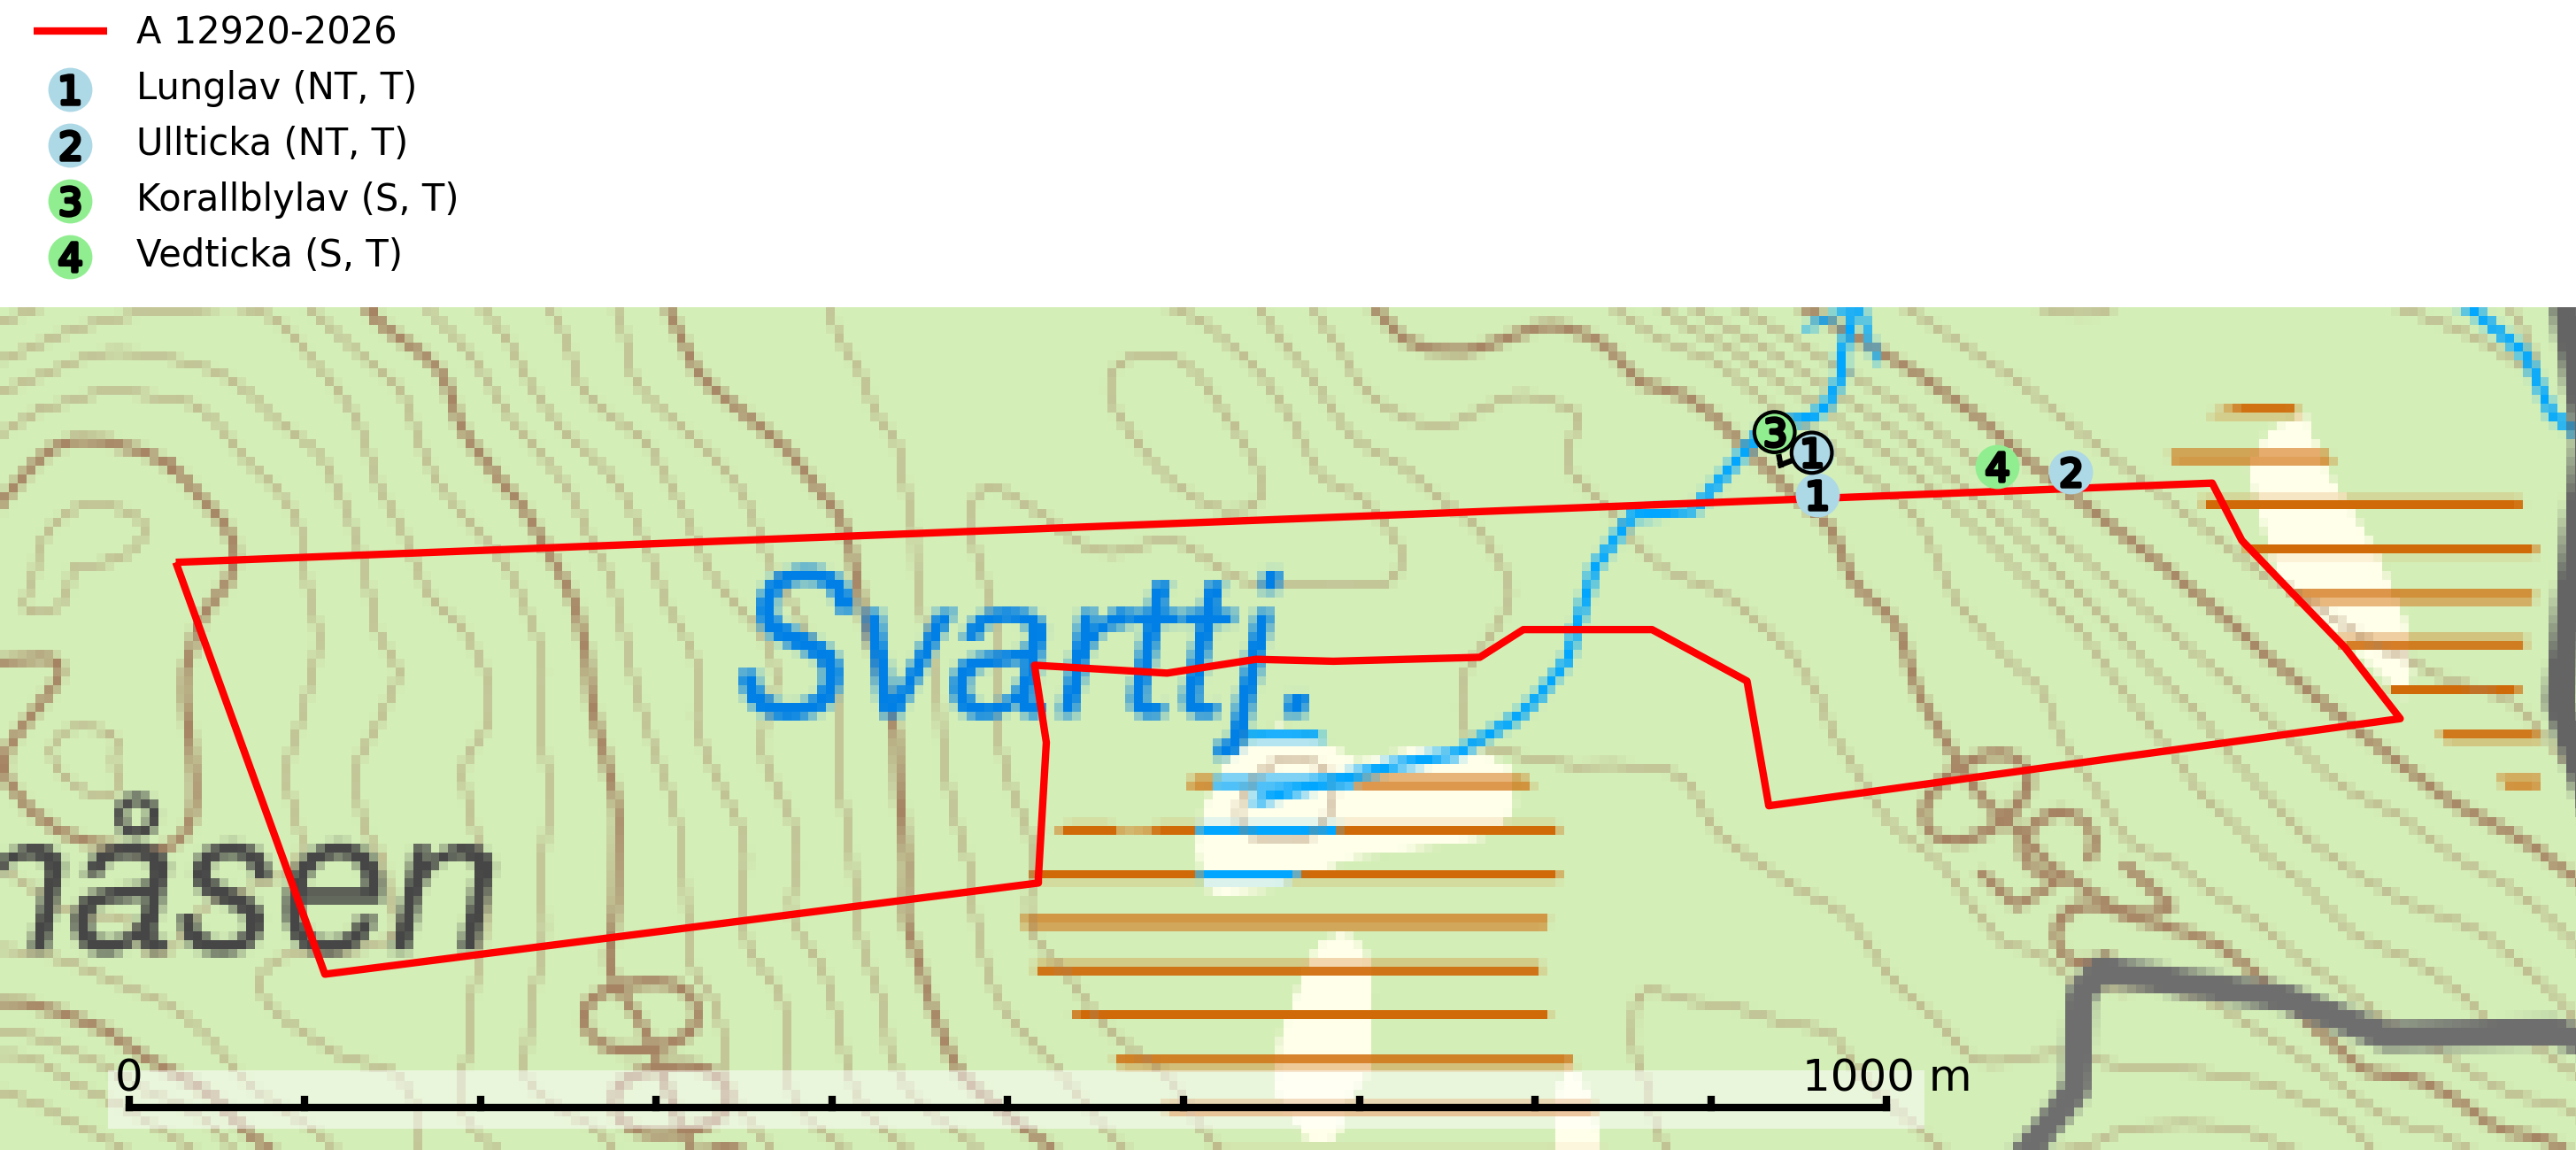 A 12920-2026
1 Lunglav (NT, T)
2 Ullticka (NT, T)
3 Korallblylav (S, T)
4 Vedticka (S, T)
3
1
4
2
1
Svarttj.
nåsen
0
1000 m